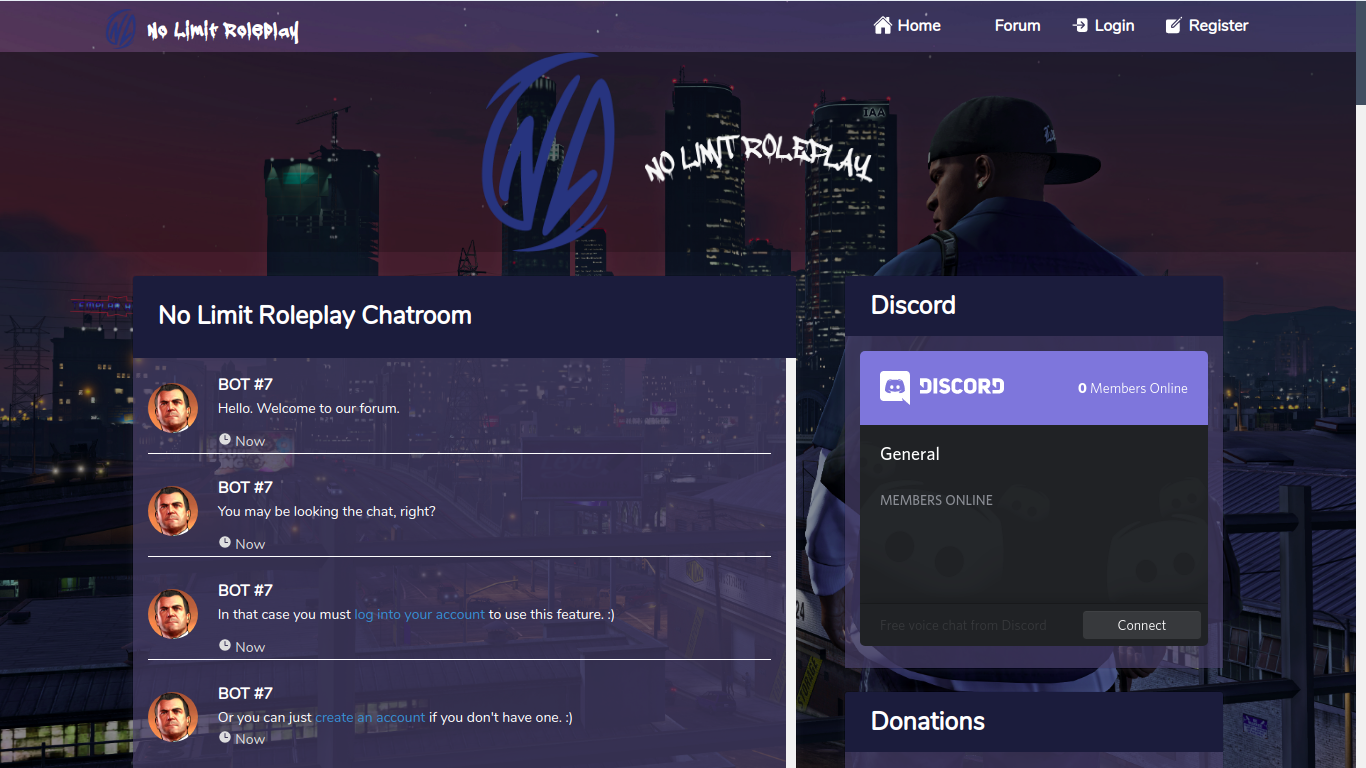 No Limit Roleplay
Home
Forum
Login
Register
NO LIMIT ROLEPLAY
IAA
No Limit Roleplay Chatroom
BOT #7
Hello. Welcome to our forum.
Now
BOT #7
You may be looking the chat, right?
Now
BOT #7
In that case you must log into your account to use this feature. :)
Now
BOT #7
Or you can just create an account if you don't have one. :)
Now
Discord
DISCORD
0 Members Online
General
MEMBERS ONLINE
Free voice chat from Discord
Connect
24
Donations